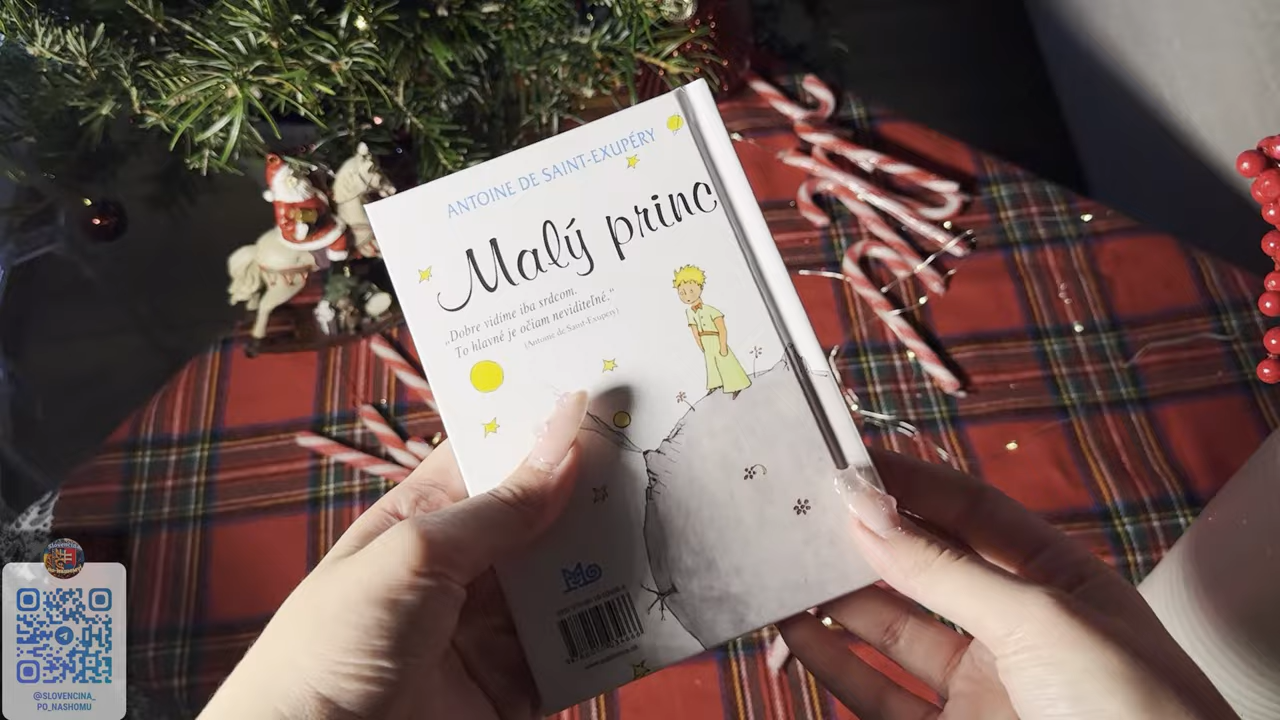 ANTOINE DE SAINT-EXUPÉRY
Malý princ
„Dobre vidíme iba srdcom.
To hlavné je očiam neviditeľné.“
(Antoine de Saint-Exupéry)
@SLOVENCINA_
PO_NASHOMU